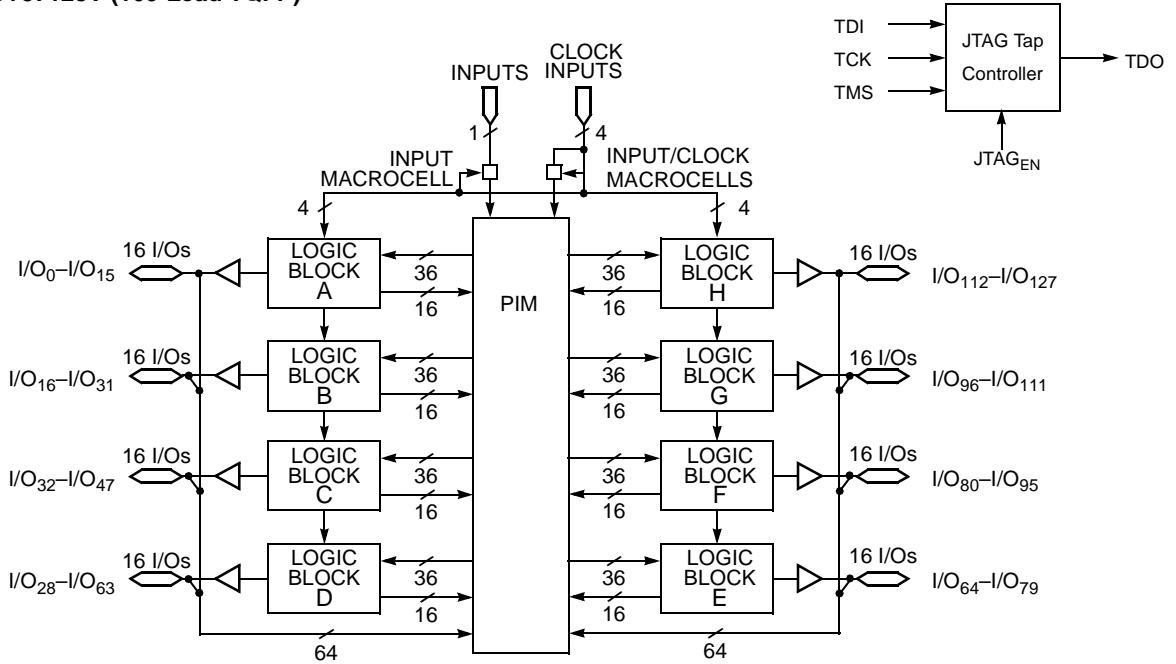 TDI
TCK
TMS
JTAG Tap
Controller
TDO
JTAG_EN
INPUTS
CLOCK
INPUTS
1
4
INPUT
MACROCELL
INPUT/CLOCK
MACROCELLS
4
4
PIM
I/O0–I/O15
16 I/Os
LOGIC
BLOCK
A
36
16
36
16
LOGIC
BLOCK
H
16 I/Os
I/O112–I/O127
I/O16–I/O31
16 I/Os
LOGIC
BLOCK
B
36
16
36
16
LOGIC
BLOCK
G
16 I/Os
I/O96–I/O111
I/O32–I/O47
16 I/Os
LOGIC
BLOCK
C
36
16
36
16
LOGIC
BLOCK
F
16 I/Os
I/O80–I/O95
I/O28–I/O63
16 I/Os
LOGIC
BLOCK
D
36
16
36
16
LOGIC
BLOCK
E
16 I/Os
I/O64–I/O79
64
64